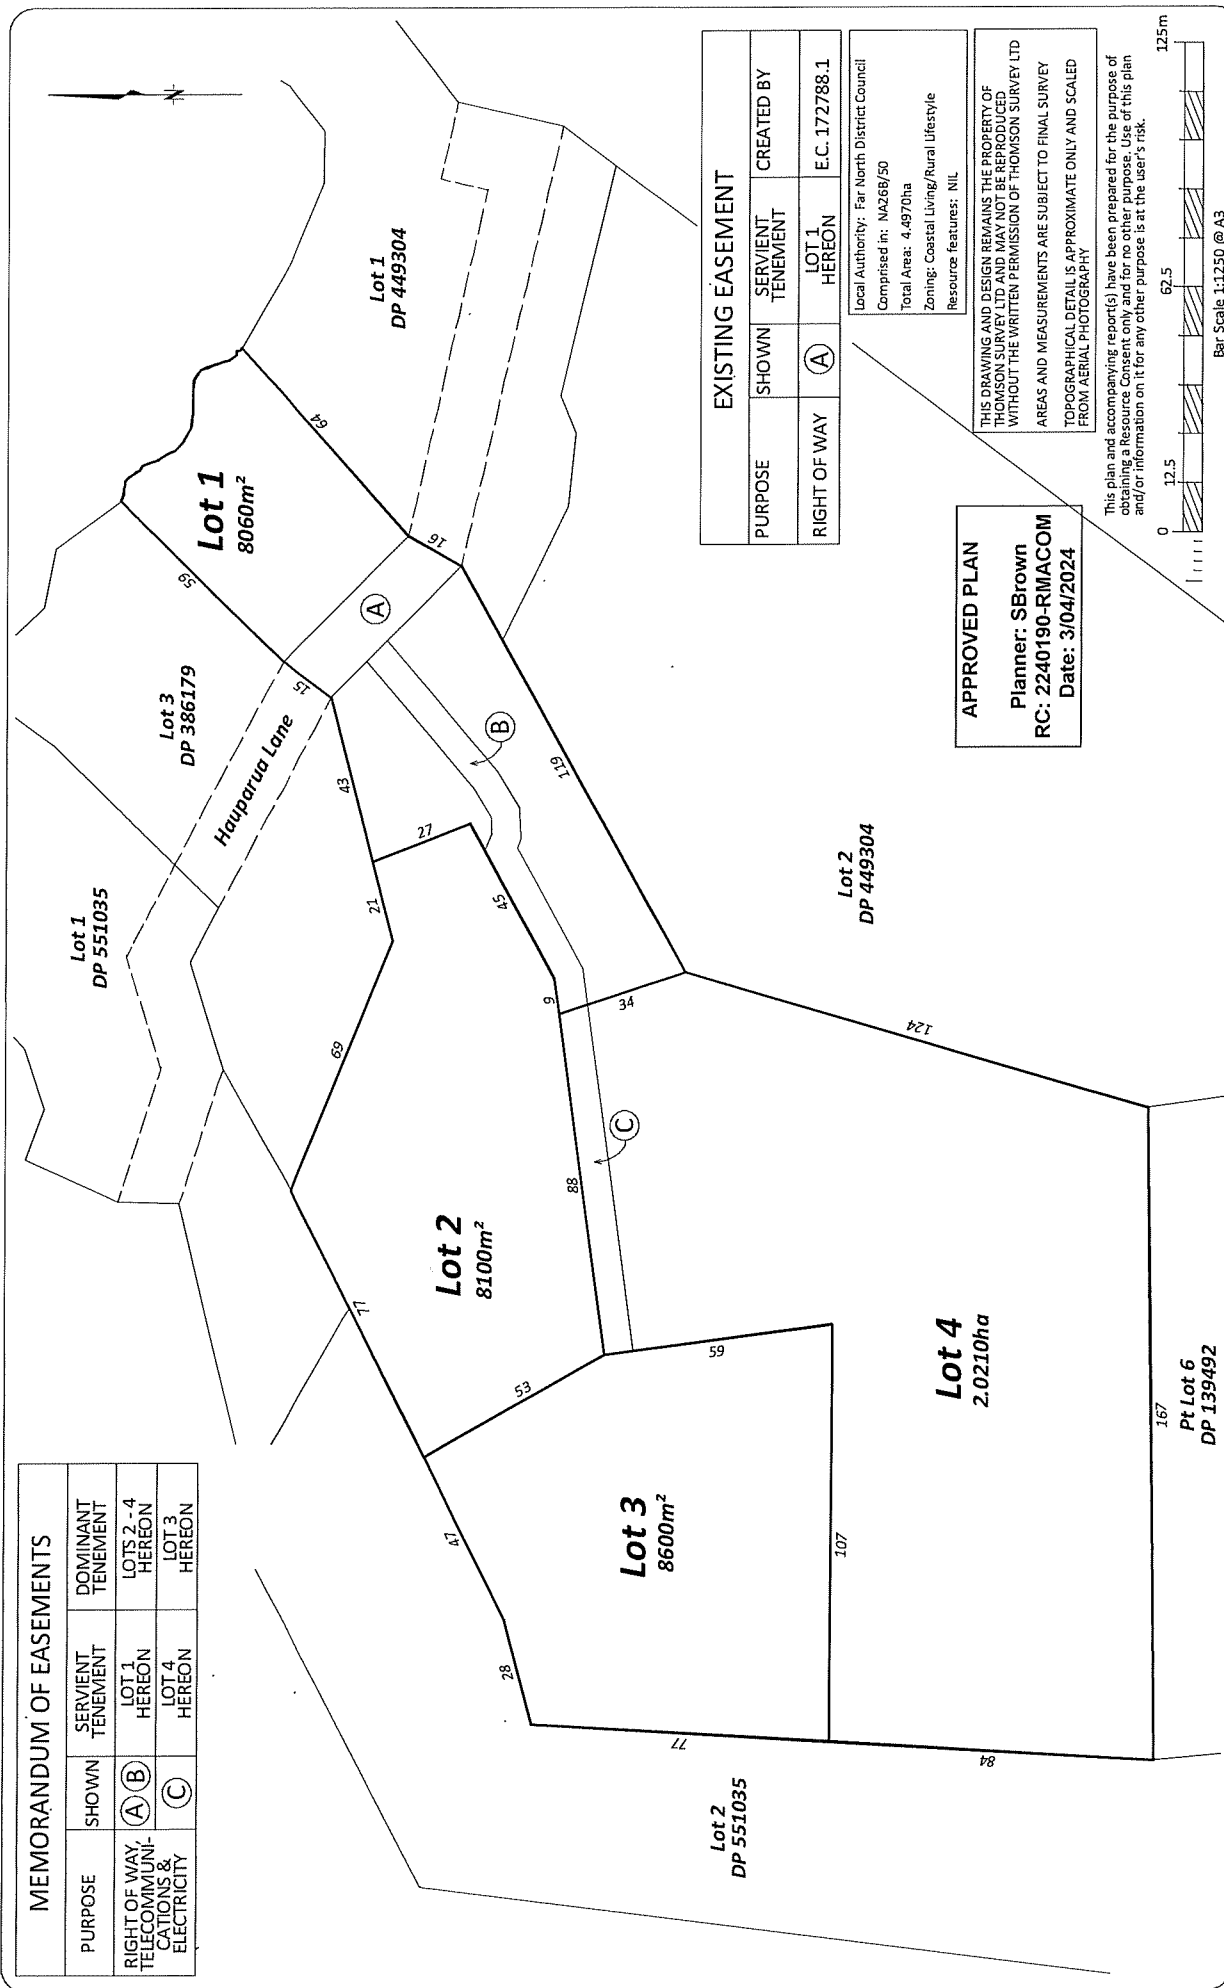 MEMORANDUM OF EASEMENTS
PURPOSE
SHOWN
SERVIENT
TENEMENT
DOMINANT
TENEMENT
RIGHT OF WAY,
TELECOMMUNI-
CATIONS &
ELECTRICITY
A B
LOT 1
HEREON
LOTS 2 - 4
HEREON
C
LOT 4
HEREON
LOT 3
HEREON
N
Lot 1
DP 551035
Lot 3
DP 386179
Hauparua Lane
Lot 1
DP 449304
Lot 1
8060m²
59
64
15
16
A
43
21
27
B
45
119
69
9
34
77
Lot 2
8100m²
88
C
53
59
47
28
Lot 3
8600m²
107
77
Lot 4
2.0210ha
124
84
167
Lot 2
DP 551035
Lot 2
DP 449304
Pt Lot 6
DP 139492
EXISTING EASEMENT
PURPOSE
SHOWN
SERVIENT
TENEMENT
CREATED BY
RIGHT OF WAY
A
LOT 1
HEREON
E.C. 172788.1
Local Authority: Far North District Council
Comprised in: NA26B/50
Total Area: 4.4970ha
Zoning: Coastal Living/Rural Lifestyle
Resource features: NIL
THIS DRAWING AND DESIGN REMAINS THE PROPERTY OF
THOMSON SURVEY LTD AND MAY NOT BE REPRODUCED
WITHOUT THE WRITTEN PERMISSION OF THOMSON SURVEY LTD
AREAS AND MEASUREMENTS ARE SUBJECT TO FINAL SURVEY
TOPOGRAPHICAL DETAIL IS APPROXIMATE ONLY AND SCALED
FROM AERIAL PHOTOGRAPHY
APPROVED PLAN
Planner: SBrown
RC: 2240190-RMACOM
Date: 3/04/2024
This plan and accompanying report(s) have been prepared for the purpose of
obtaining a Resource Consent only and for no other purpose. Use of this plan
and/or information on it for any other purpose is at the user's risk.
0 12.5 62.5 125m
Bar Scale 1:1250 @ A3